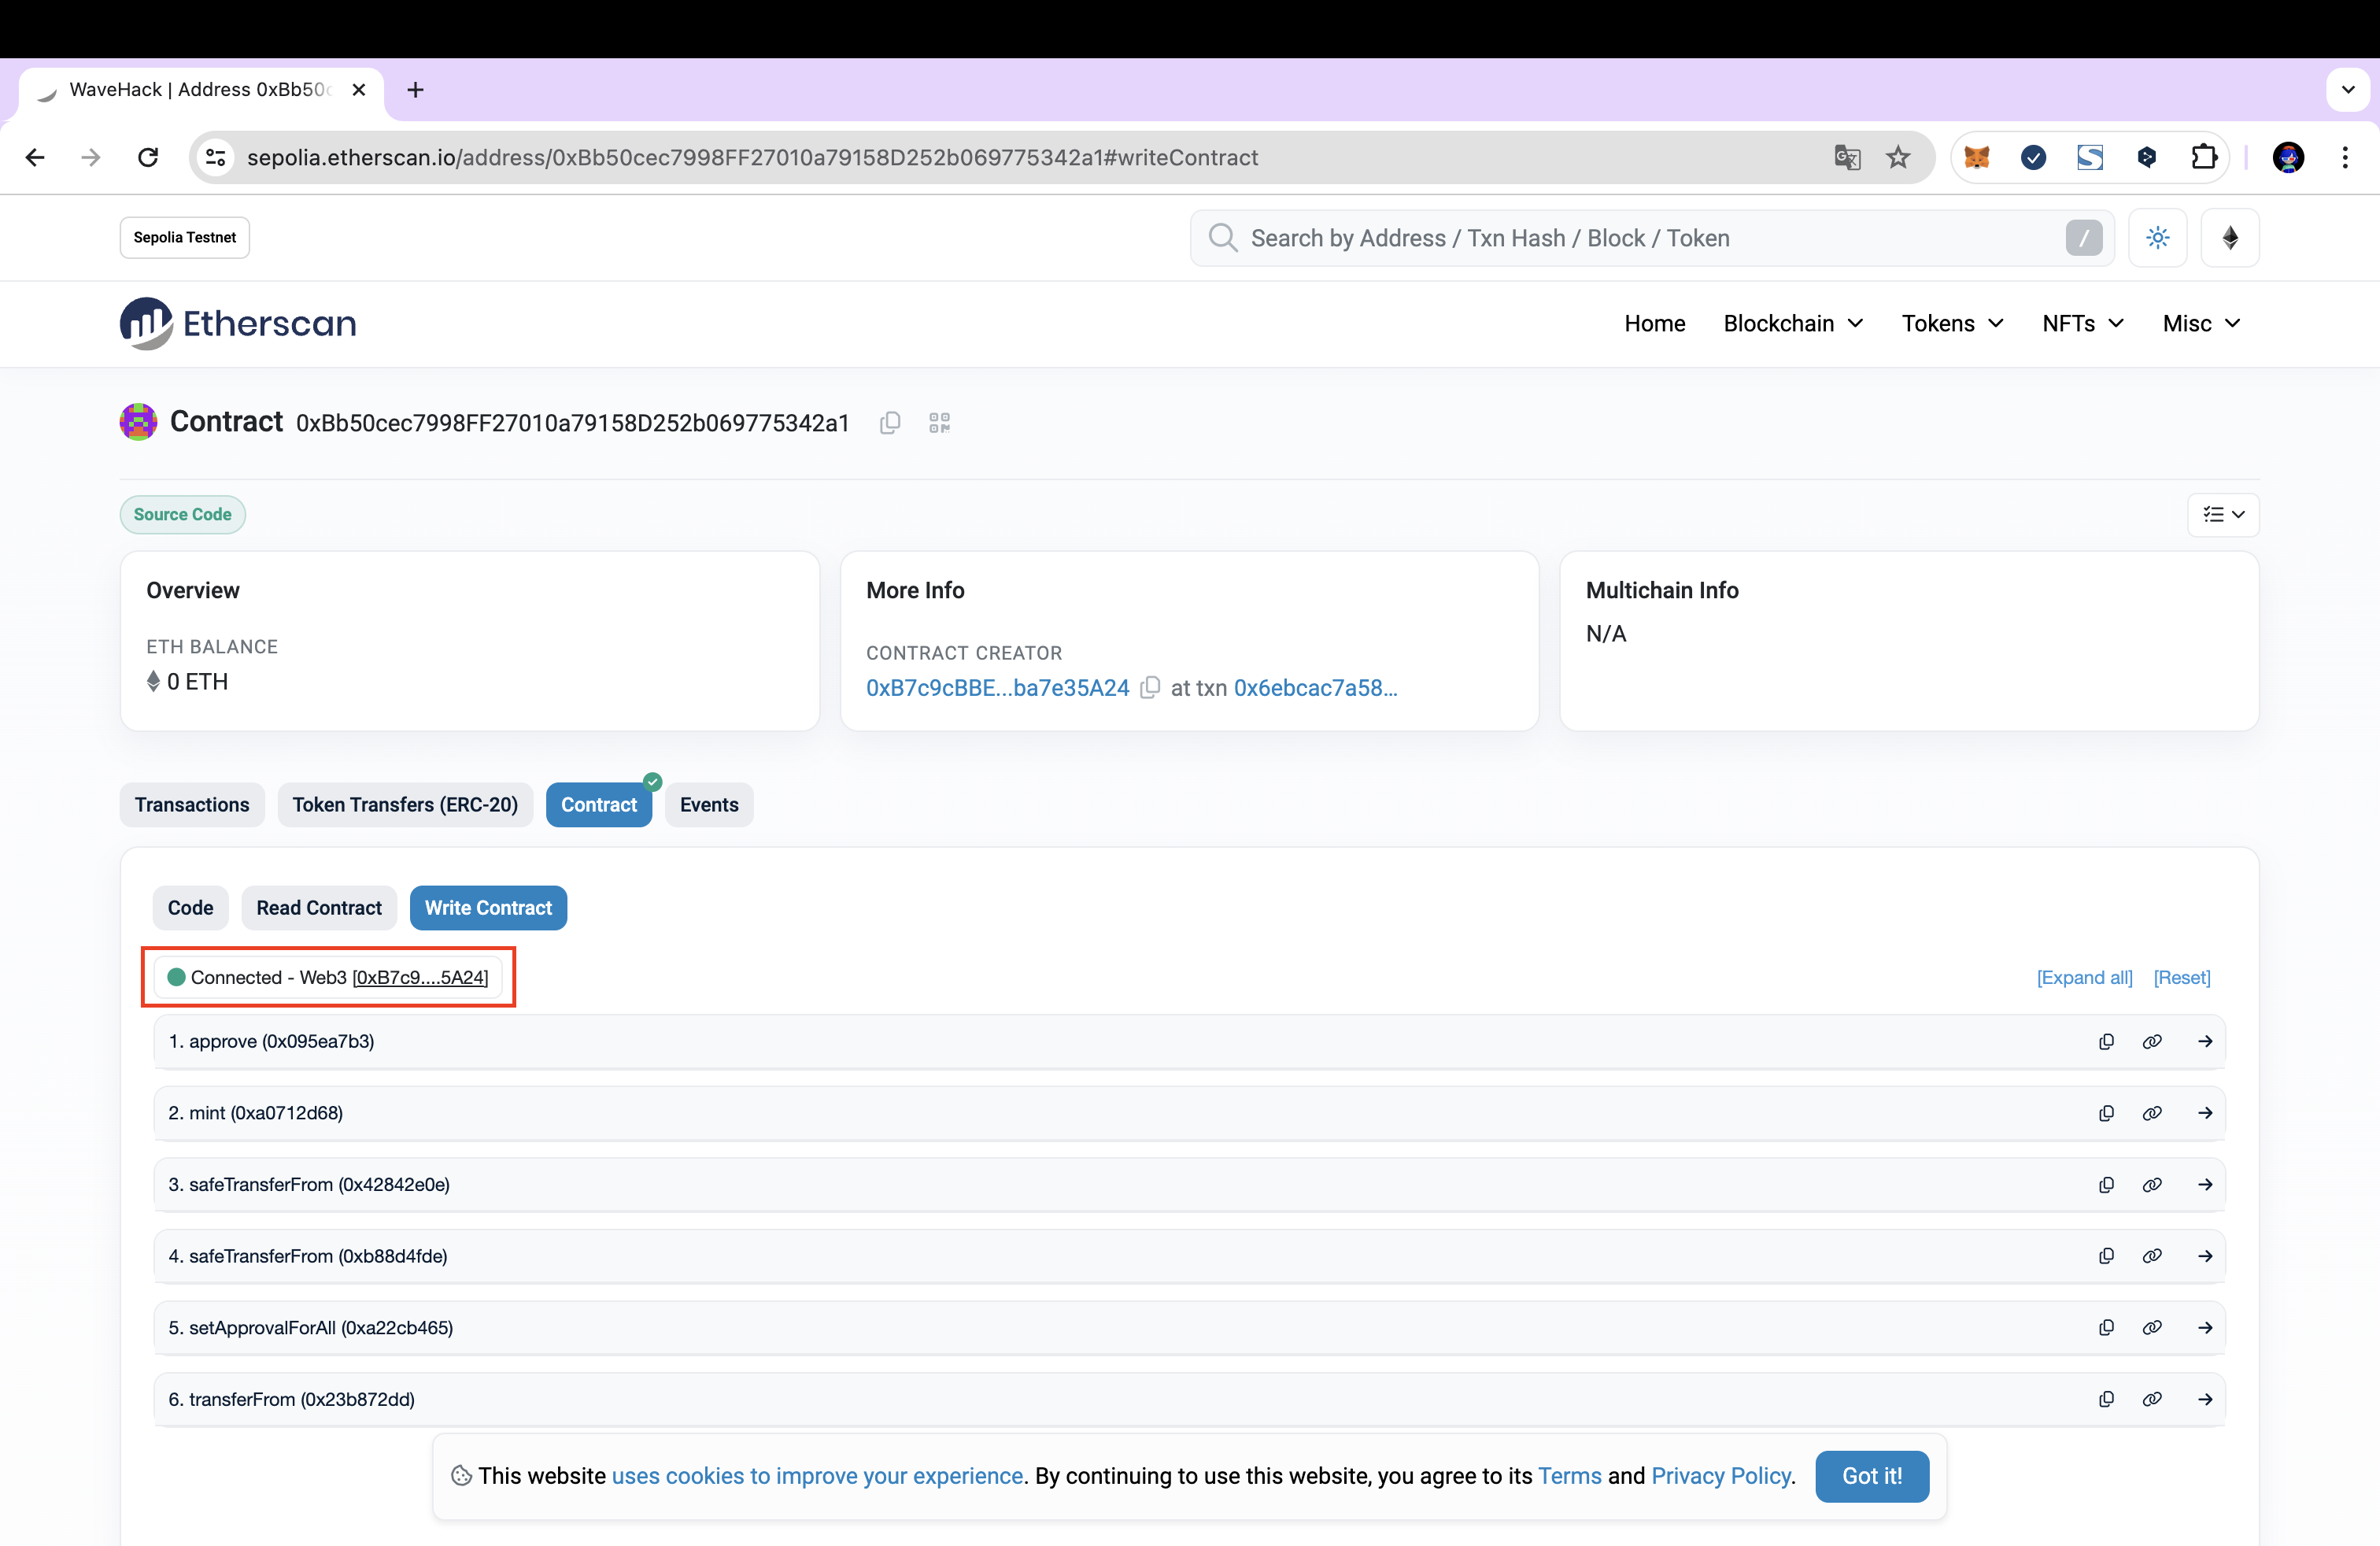 WaveHack | Address 0xBb50c
sepolia.etherscan.io/address/0xBb50cec7998FF27010a79158D252b069775342a1#writeContract
Sepolia Testnet
Search by Address / Txn Hash / Block / Token
/
Etherscan
Home Blockchain Tokens NFTs Misc
Contract 0xBb50cec7998FF27010a79158D252b069775342a1
Source Code
Overview
ETH BALANCE
0 ETH
More Info
CONTRACT CREATOR
0xB7c9cBBE...ba7e35A24 at txn 0x6ebcac7a58...
Multichain Info
N/A
Transactions Token Transfers (ERC-20) Contract Events
Code Read Contract Write Contract
Connected - Web3 [0xB7c9....5A24]
[Expand all] [Reset]
1. approve (0x095ea7b3)
2. mint (0xa0712d68)
3. safeTransferFrom (0x42842e0e)
4. safeTransferFrom (0xb88d4fde)
5. setApprovalForAll (0xa22cb465)
6. transferFrom (0x23b872dd)
This website uses cookies to improve your experience. By continuing to use this website, you agree to its Terms and Privacy Policy.
Got it!